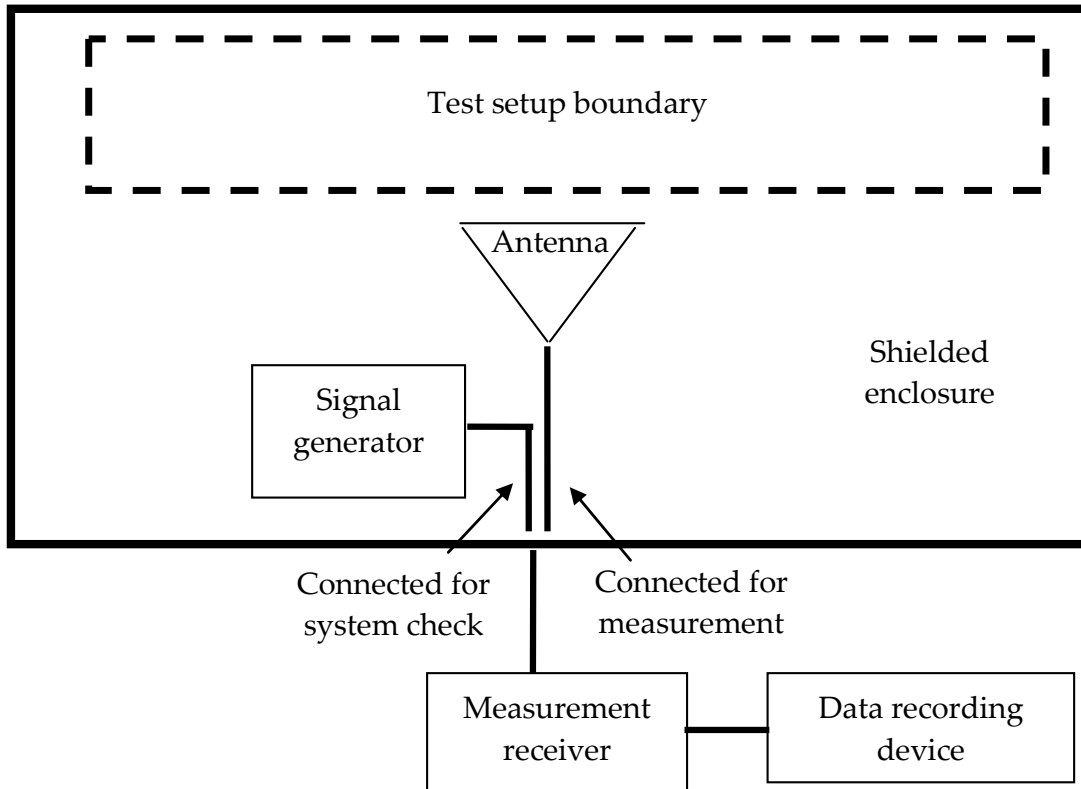 Test setup boundary
Antenna
Shielded
enclosure
Signal
generator
Connected for
system check
Connected for
measurement
Measurement
receiver
Data recording
device